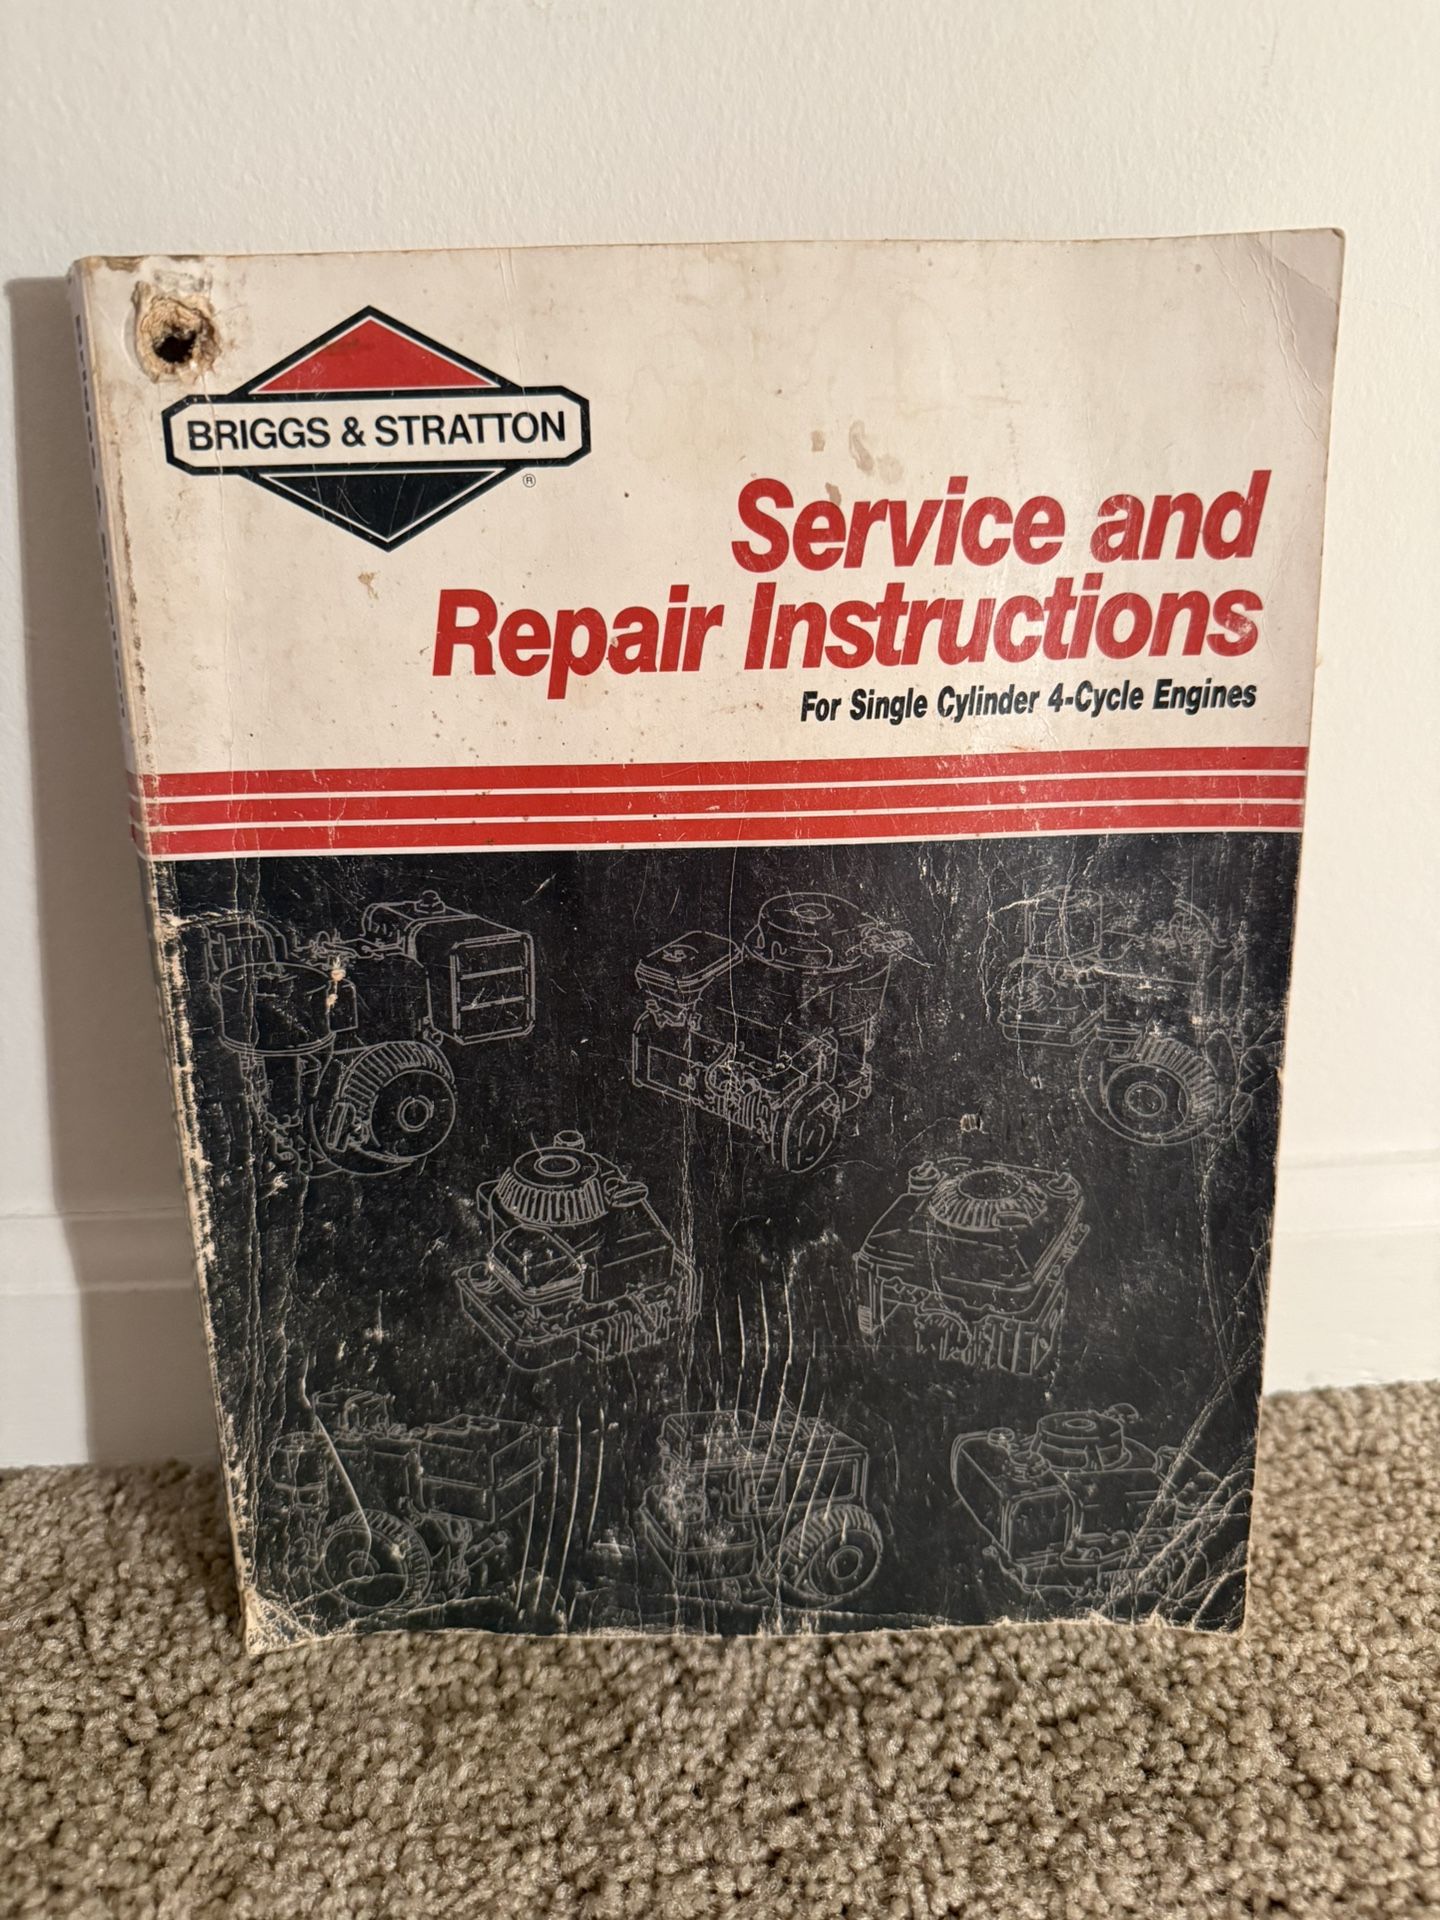 BRIGGS & STRATTON
®
Service and
Repair Instructions
For Single Cylinder 4-Cycle Engines